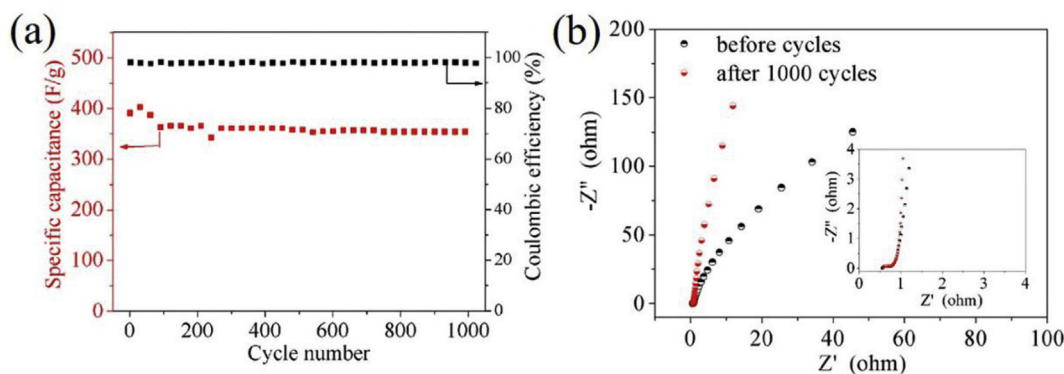 (a)
Specific capacitance (F/g)
500
400
300
200
100
0
0 200 400 600 800 1000
Cycle number
100
80
60
40
20
0
Coulombic efficiency (%)
(b)
-Z" (ohm)
200
150
100
50
0
before cycles
after 1000 cycles
-Z" (ohm)
4
3
2
1
0
0 1 2 3 4
Z' (ohm)
0 20 40 60 80 100
Z' (ohm)